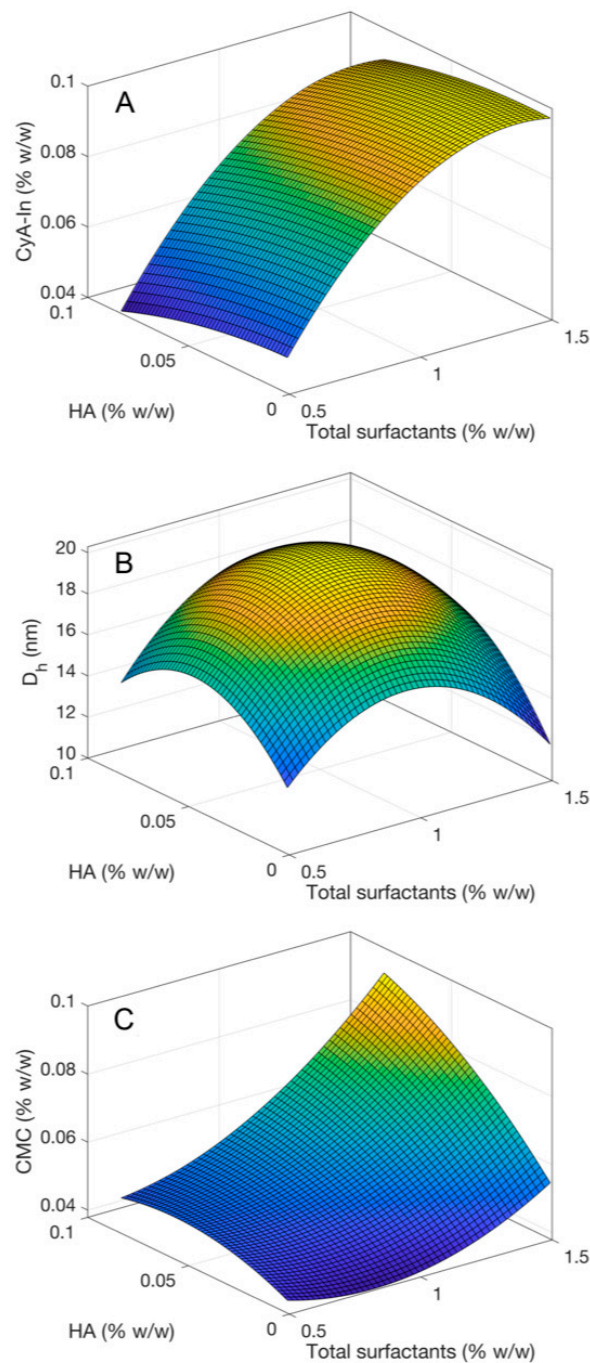 A
0.1
0.08
0.06
0.04
CyA-In (% w/w)
0.1
0.05
0
HA (% w/w)
0.5
1
1.5
Total surfactants (% w/w)
B
20
18
16
14
12
10
D_h (nm)
0.1
0.05
0
HA (% w/w)
0.5
1
1.5
Total surfactants (% w/w)
C
0.1
0.08
0.06
0.04
CMC (% w/w)
0.1
0.05
0
HA (% w/w)
0.5
1
1.5
Total surfactants (% w/w)